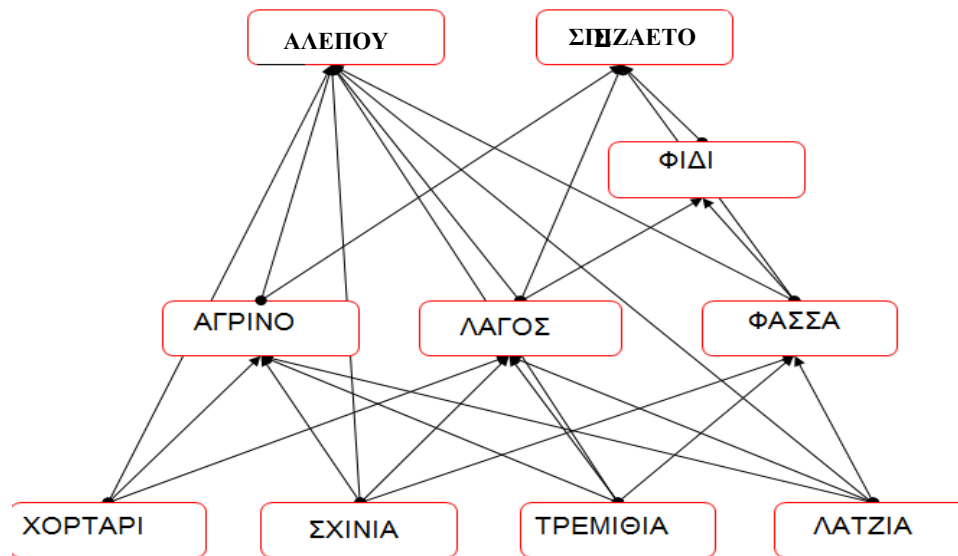 ΑΛΕΠΟΥ
ΦΙΔΙ
ΑΓΡΙΝΟ
ΛΑΓΟΣ
ΦΑΣΣΑ
ΧΟΡΤΑΡΙ
ΣΧΙΝΙΑ
ΤΡΕΜΙΘΙΑ
ΛΑΤΖΙΑ